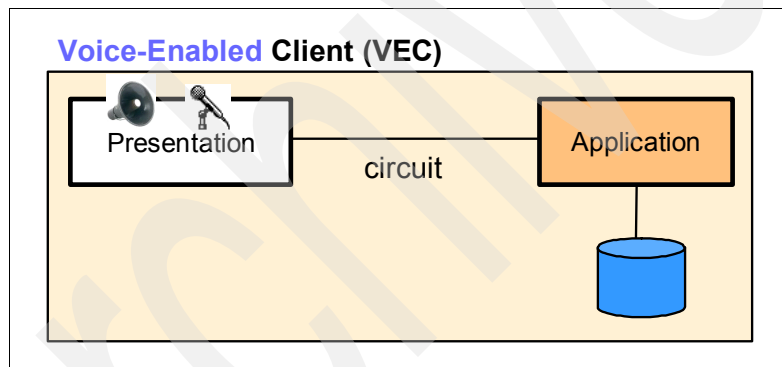 Voice-Enabled Client (VEC)
Presentation
circuit
Application